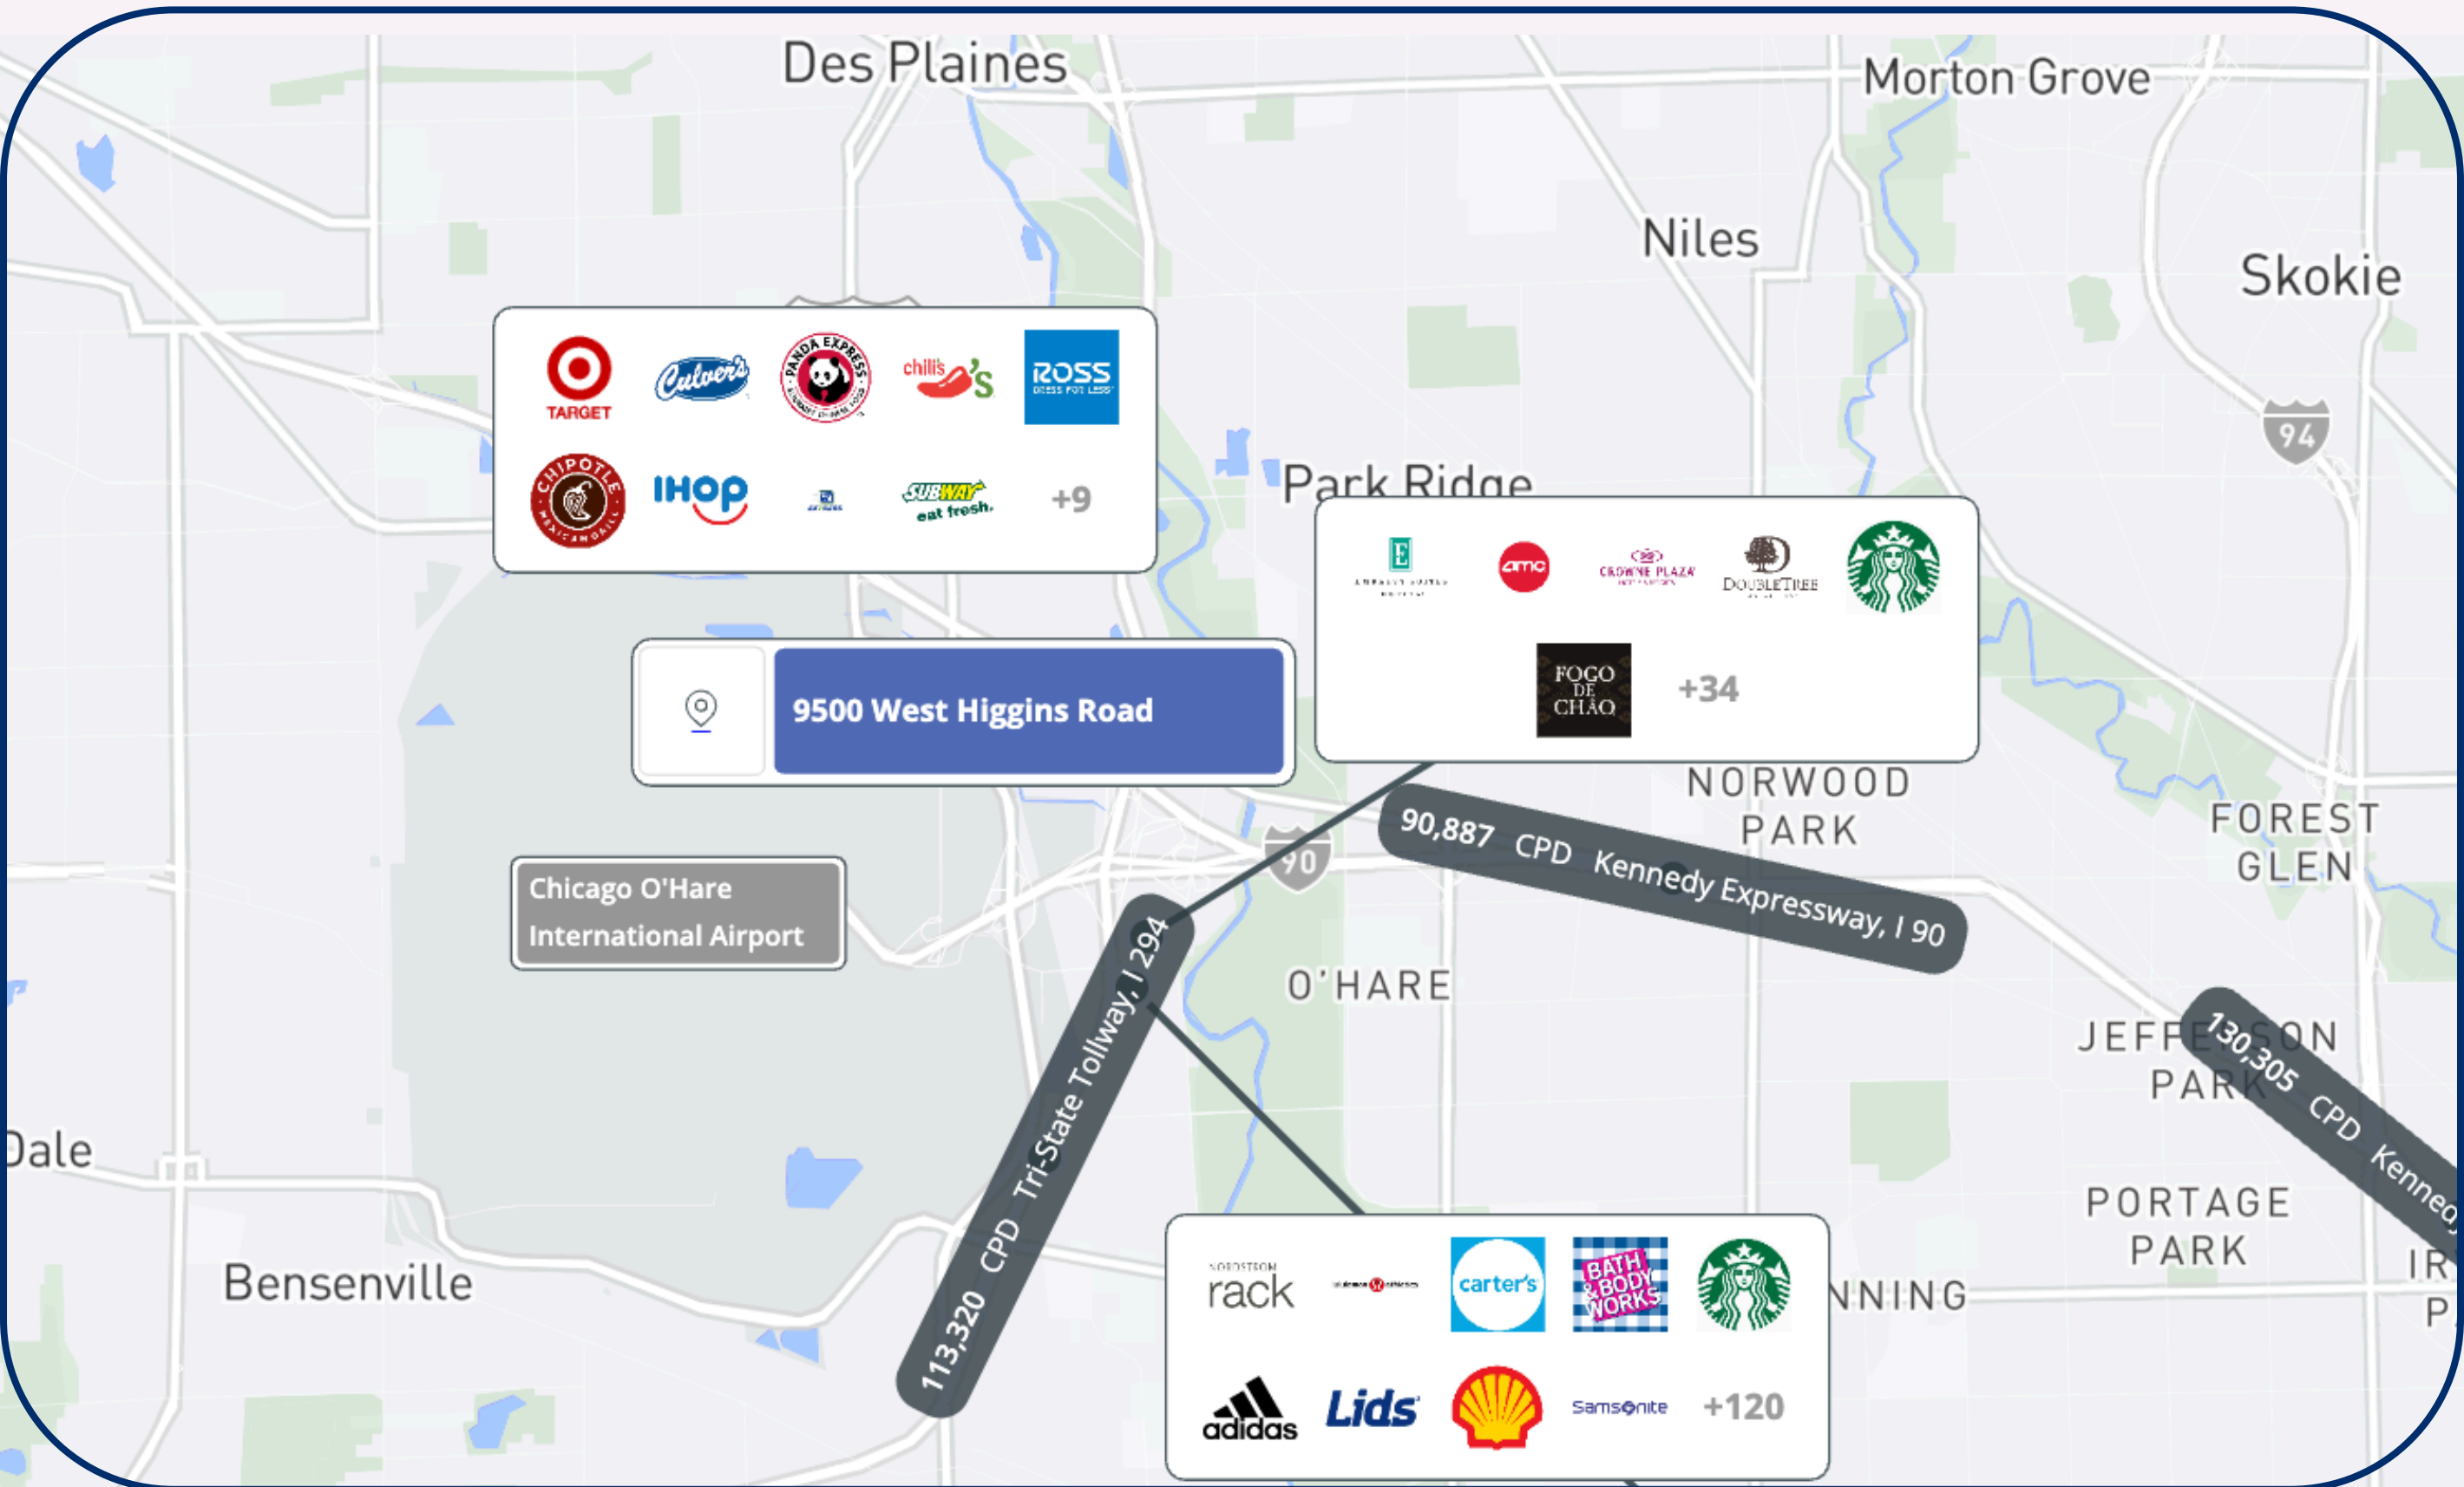 Des Plaines
Morton Grove
Niles
Skokie
TARGET
Culver's
PANDA EXPRESS
chili's
ROSS
DRESS FOR LESS
CHIPOTLE
MEXICAN GRILL
IHOP
SUBWAY
eat fresh.
+9
94
Park Ridge
E
amc
CROWNE PLAZA
D
DOUBLETREE
FOGO
DE
CHÃO
+34
9500 West Higgins Road
NORWOOD
PARK
FOREST
GLEN
90
90,887 CPD Kennedy Expressway, I 90
Chicago O'Hare
International Airport
113,320 CPD Tri-State Tollway, I 294
O'HARE
JEFFERSON
PARK
130,305 CPD Kenned
Dale
PORTAGE
PARK
Bensenville
NORDSTROM
rack
lululemon athletica
carter's
BATH
& BODY
WORKS
NNING
IR
P
adidas
Lids
Samsonite
+120